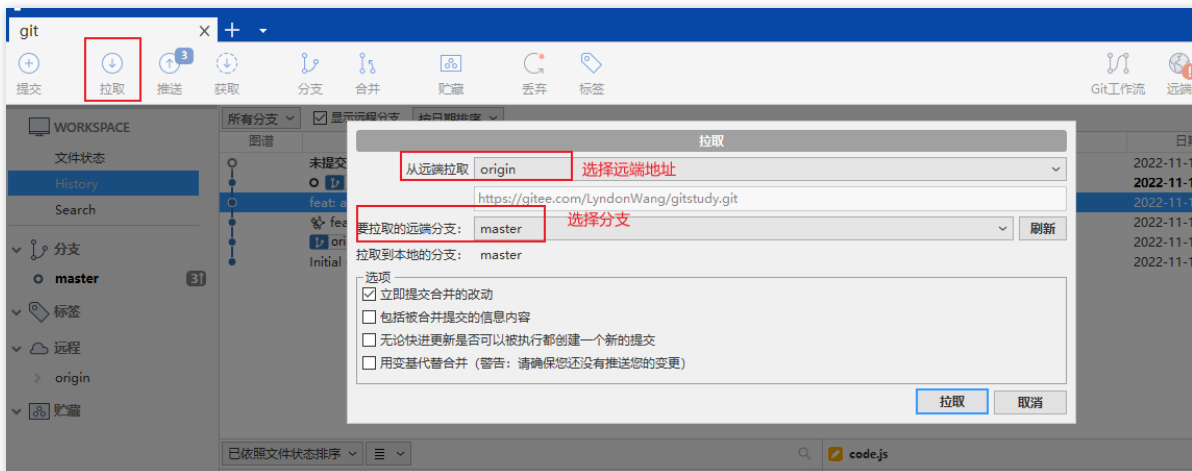 git
提交
拉取
3
推送
获取
分支
合并
贮藏
丢弃
标签
Git工作流
远端
WORKSPACE
文件状态
History
Search
分支
master 3↑
标签
远程
origin
贮藏
所有分支 显示远程分支 按日期排序
图谱
未提交
feat: a
fea
ori
Initial
日期
2022-11-1
2022-11-1
2022-11-1
2022-11-1
2022-11-1
2022-11-1
拉取
从远端拉取 origin 选择远端地址
https://gitee.com/LyndonWang/gitstudy.git
要拉取的远端分支: master 选择分支 刷新
拉取到本地的分支: master
选项
立即提交合并的改动
包括被合并提交的信息内容
无论快进更新是否可以被执行都创建一个新的提交
用变基代替合并（警告：请确保您还没有推送您的变更)
拉取 取消
已依照文件状态排序
code.js